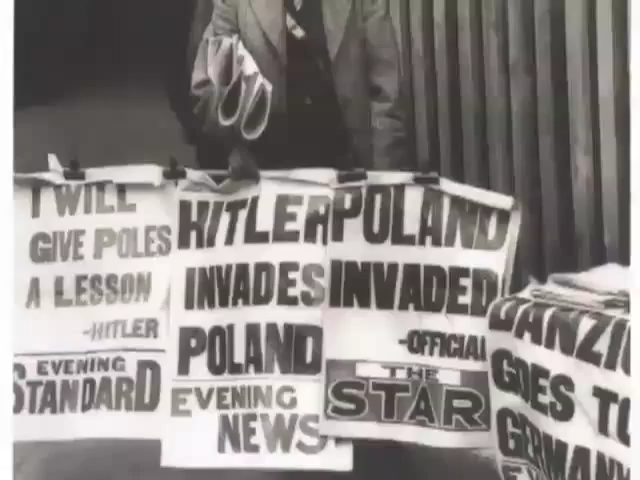 I WILL
GIVE POLES
A LESSON
-HITLER
EVENING
STANDARD
HITLER
INVADES
POLAND
EVENING
NEWS
POLAND
INVADED
-OFFICIAL
THE
STAR
DANZI
GOES TO
GERMANY